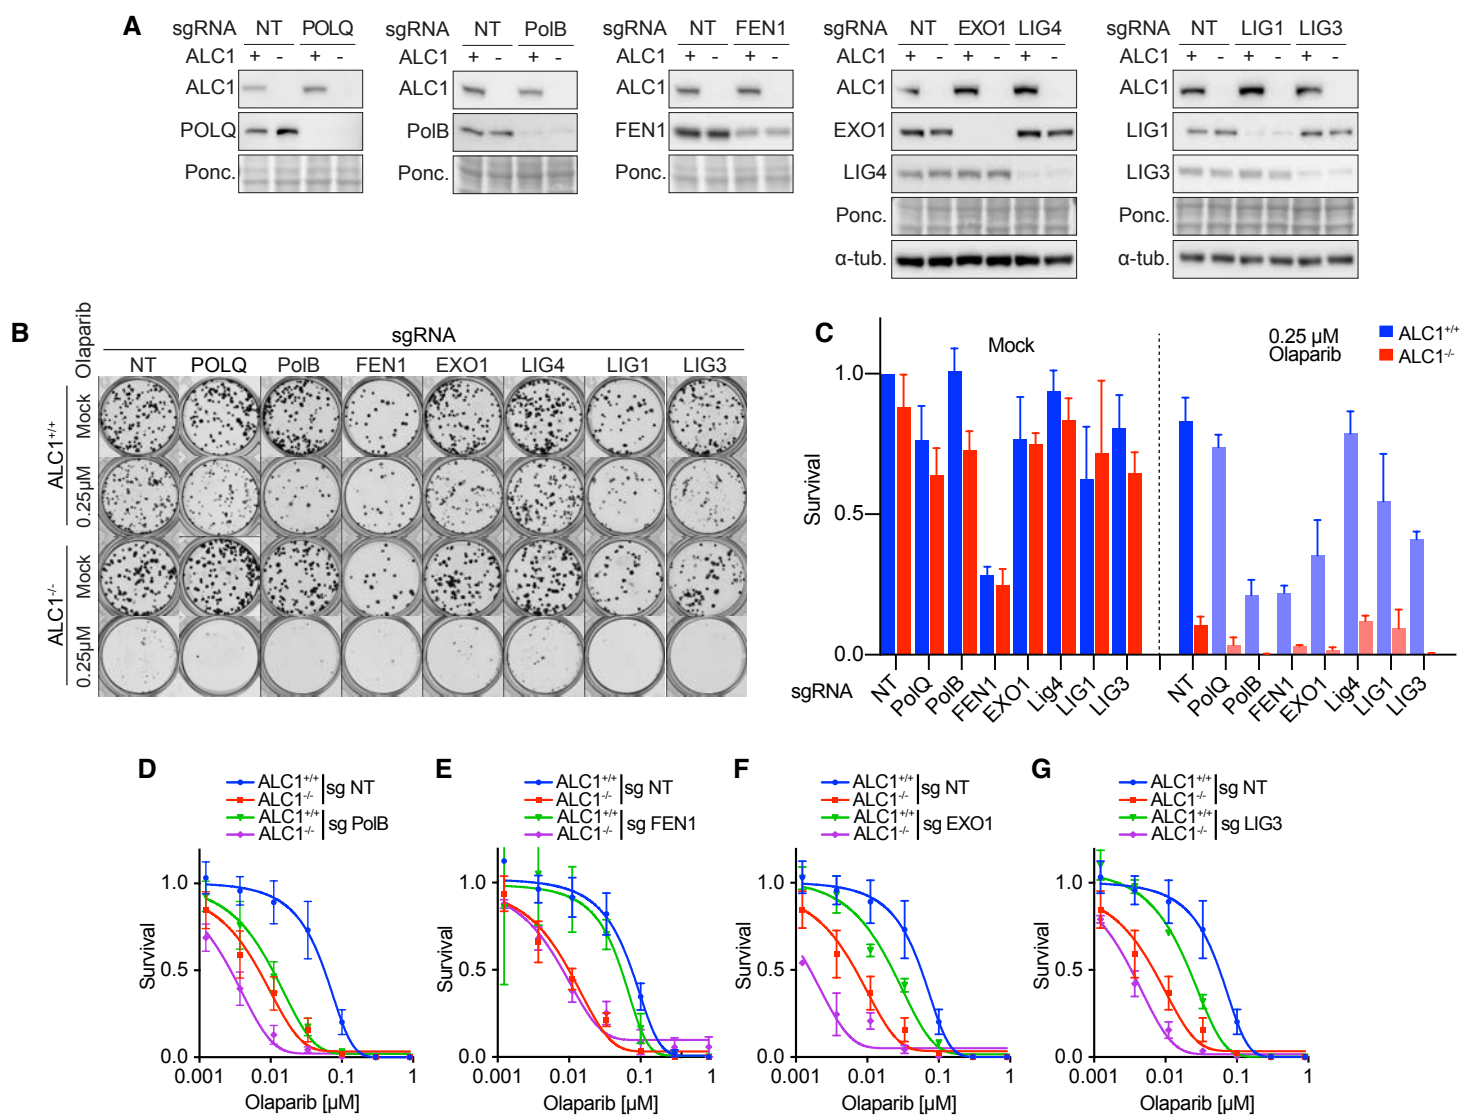 A
sgRNA NT POLQ
ALC1 + - + -
ALC1
POLQ
Ponc.
sgRNA NT PolB
ALC1 + - + -
ALC1
PolB
Ponc.
sgRNA NT FEN1
ALC1 + - + -
ALC1
FEN1
Ponc.
sgRNA NT EXO1 LIG4
ALC1 + - + - + -
ALC1
EXO1
LIG4
Ponc.
α-tub.
sgRNA NT LIG1 LIG3
ALC1 + - + - + -
ALC1
LIG1
LIG3
Ponc.
α-tub.
B
Olaparib
sgRNA
NT POLQ PolB FEN1 EXO1 LIG4 LIG1 LIG3
ALC1+/+
Mock
0.25µM
ALC1-/-
Mock
0.25µM
C
Mock
0.25 µM
Olaparib
ALC1+/+
ALC1-/-
Survival
1.0
0.5
0.0
sgRNA
NT PolQ PolB FEN1 EXO1 Lig4 LIG1 LIG3
NT PolQ PolB FEN1 EXO1 Lig4 LIG1 LIG3
D
ALC1+/+
ALC1-/-
sg NT
ALC1+/+
ALC1-/-
sg PolB
Survival
1.0
0.5
0.0
0.001 0.01 0.1 1
Olaparib [µM]
E
ALC1+/+
ALC1-/-
sg NT
ALC1+/+
ALC1-/-
sg FEN1
Survival
1.0
0.5
0.0
0.001 0.01 0.1 1
Olaparib [µM]
F
ALC1+/+
ALC1-/-
sg NT
ALC1+/+
ALC1-/-
sg EXO1
Survival
1.0
0.5
0.0
0.001 0.01 0.1 1
Olaparib [µM]
G
ALC1+/+
ALC1-/-
sg NT
ALC1+/+
ALC1-/-
sg LIG3
Survival
1.0
0.5
0.0
0.001 0.01 0.1 1
Olaparib [µM]